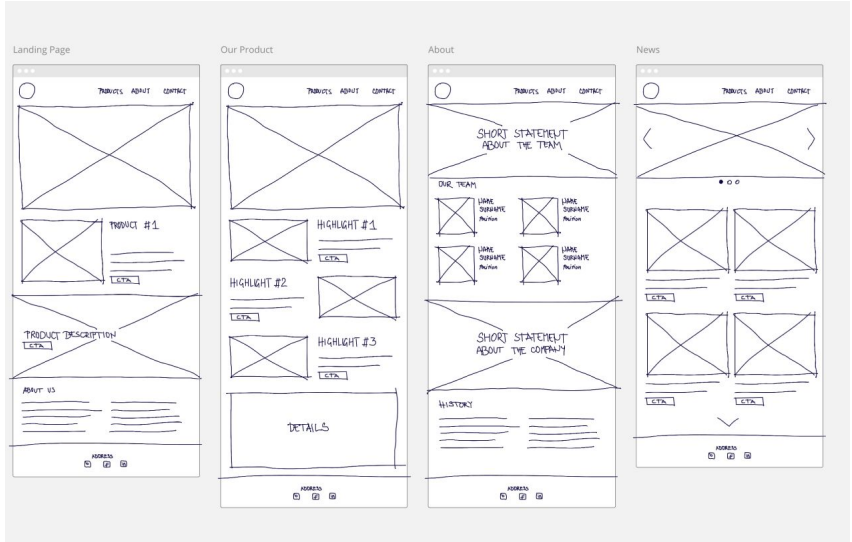 Landing Page
PRODUCTS ABOUT CONTACT
PRODUCT #1
CTA
PRODUCT DESCRIPTION
CTA
ABOUT US
ADDRESS
Our Product
PRODUCTS ABOUT CONTACT
HIGHLIGHT #1
CTA
HIGHLIGHT #2
CTA
HIGHLIGHT #3
CTA
DETAILS
ADDRESS
About
PRODUCTS ABOUT CONTACT
SHORT STATEMENT
ABOUT THE TEAM
OUR TEAM
NAME
SURNAME
Position
NAME
SURNAME
Position
NAME
SURNAME
Position
NAME
SURNAME
Position
SHORT STATEMENT
ABOUT THE COMPANY
HISTORY
ADDRESS
News
PRODUCTS ABOUT CONTACT
CTA
CTA
CTA
CTA
ADDRESS